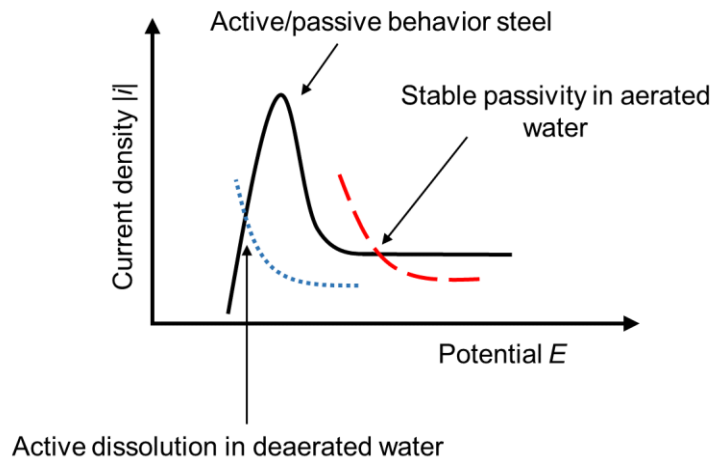 Active/passive behavior steel
Stable passivity in aerated
water
Current density |i|
Potential E
Active dissolution in deaerated water